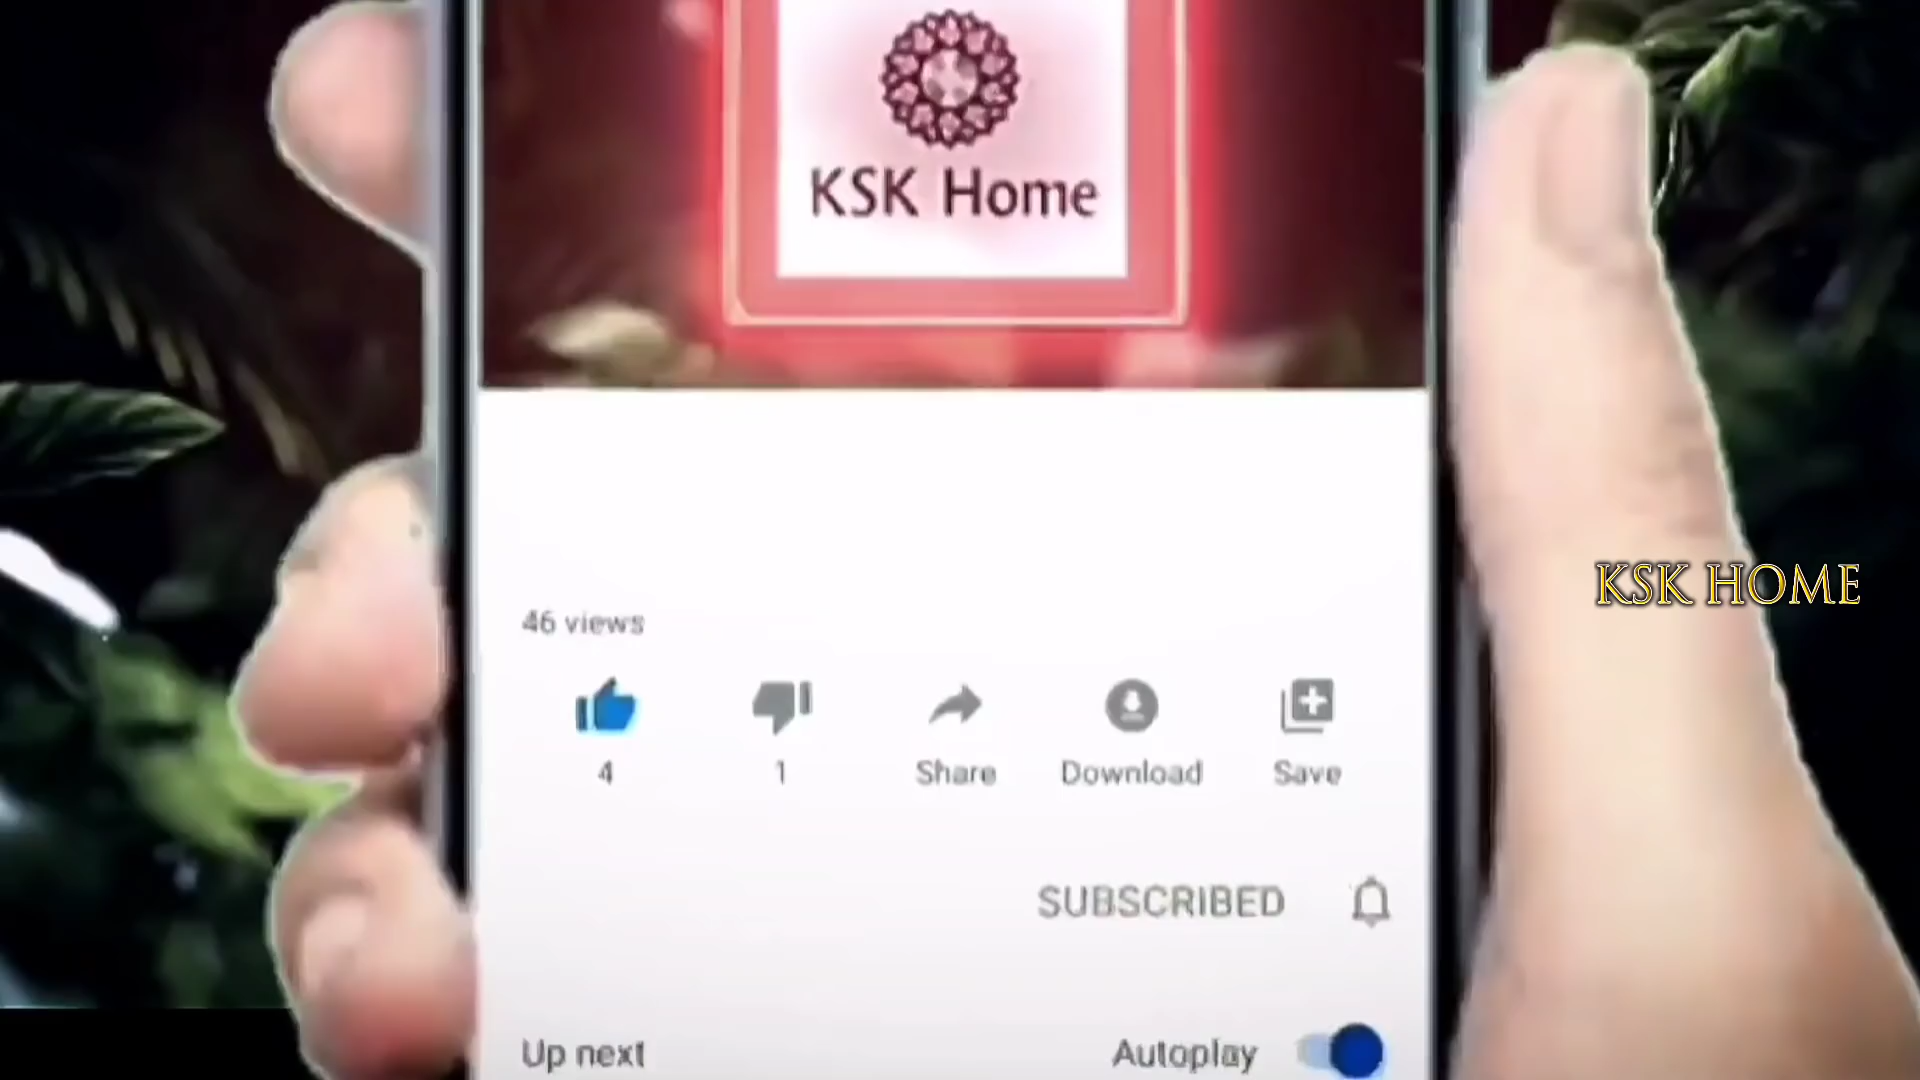 KSK Home
KSK HOME
46 views
4
1
Share
Download
Save
SUBSCRIBED
Up next
Autoplay